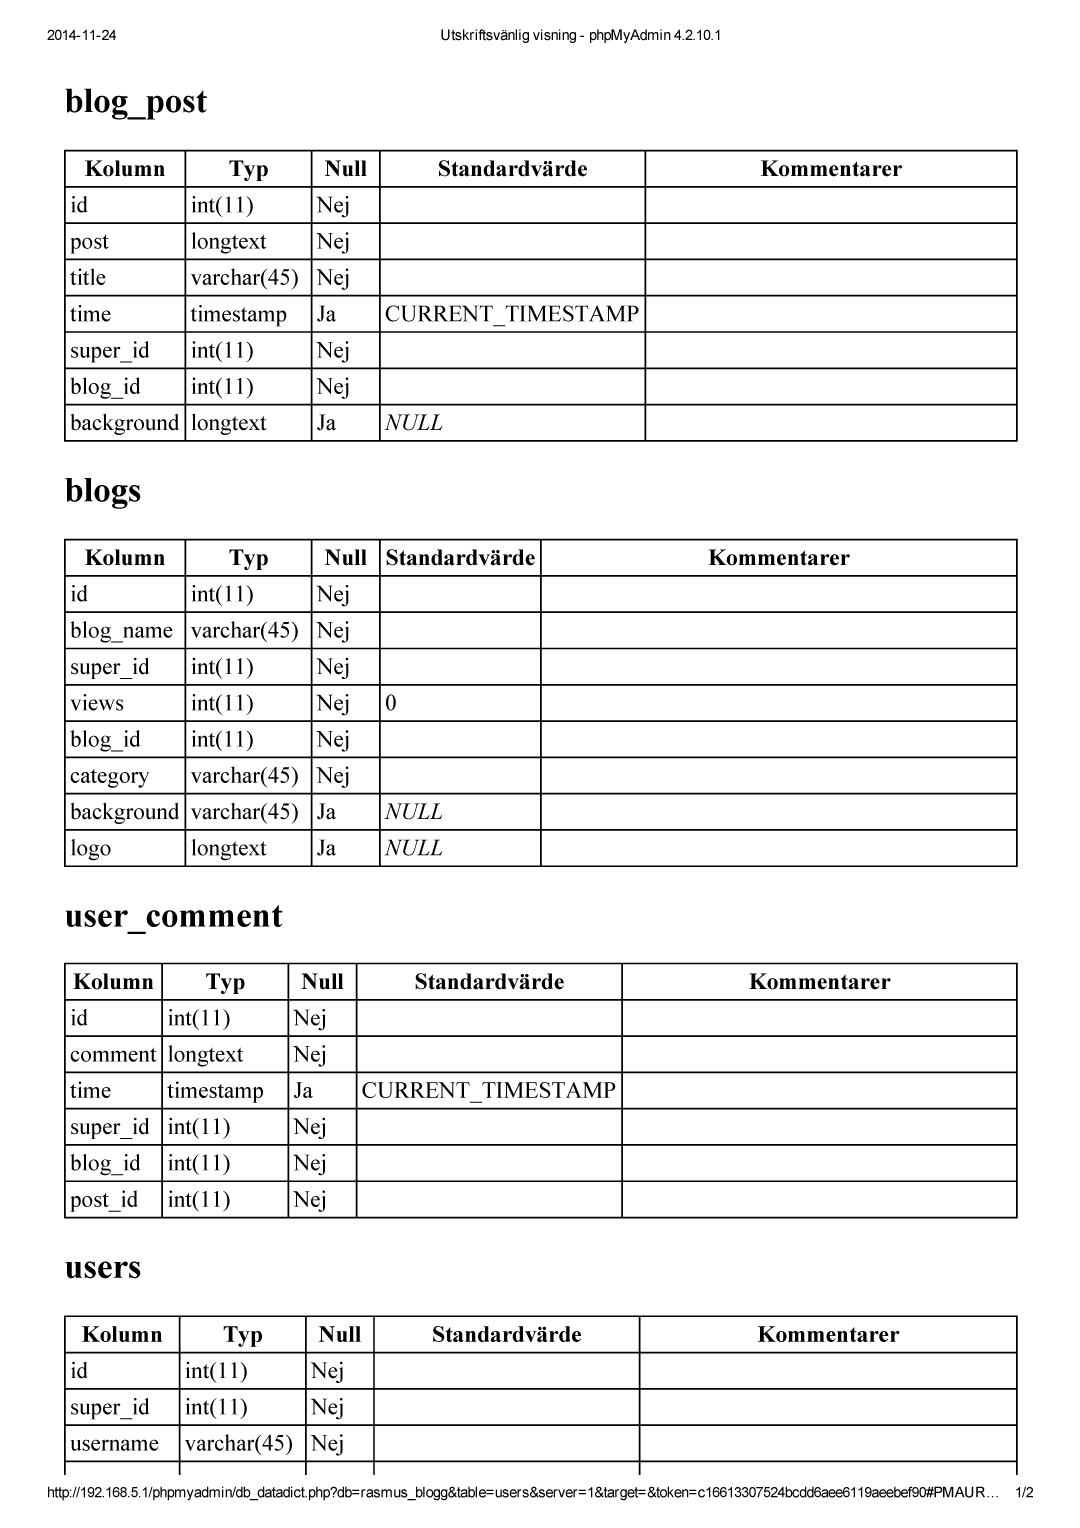 2014-11-24 Utskriftsvänlig visning - phpMyAdmin 4.2.10.1
blog_post
Kolumn Typ Null Standardvärde Kommentarer
id int(11) Nej
post longtext Nej
title varchar(45) Nej
time timestamp Ja CURRENT_TIMESTAMP
super_id int(11) Nej
blog_id int(11) Nej
background longtext Ja NULL
blogs
Kolumn Typ Null Standardvärde Kommentarer
id int(11) Nej
blog_name varchar(45) Nej
super_id int(11) Nej
views int(11) Nej 0
blog_id int(11) Nej
category varchar(45) Nej
background varchar(45) Ja NULL
logo longtext Ja NULL
user_comment
Kolumn Typ Null Standardvärde Kommentarer
id int(11) Nej
comment longtext Nej
time timestamp Ja CURRENT_TIMESTAMP
super_id int(11) Nej
blog_id int(11) Nej
post_id int(11) Nej
users
Kolumn Typ Null Standardvärde Kommentarer
id int(11) Nej
super_id int(11) Nej
username varchar(45) Nej
http://192.168.5.1/phpmyadmin/db_datadict.php?db=rasmus_blogg&table=users&server=1&target=&token=c16613307524bcdd6aee6119aeebef90#PMAUR… 1/2